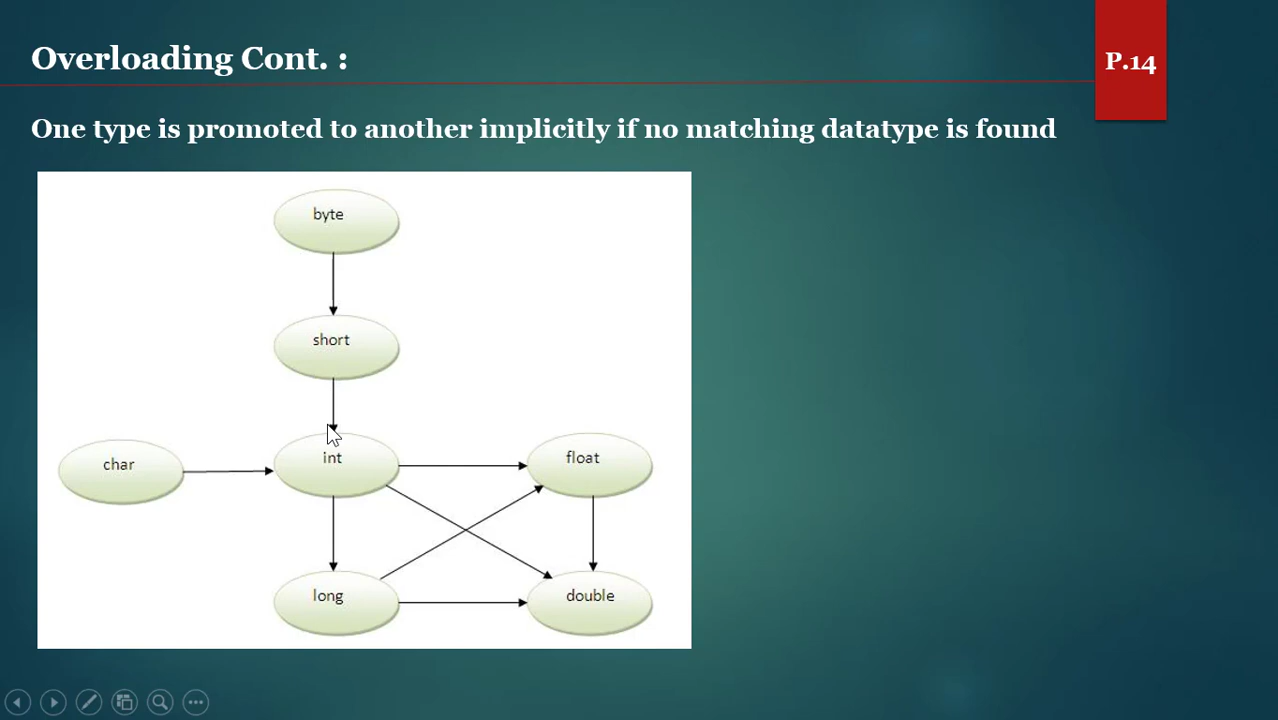 Overloading Cont. :
P.14
One type is promoted to another implicitly if no matching datatype is found
byte
short
char
int
float
long
double